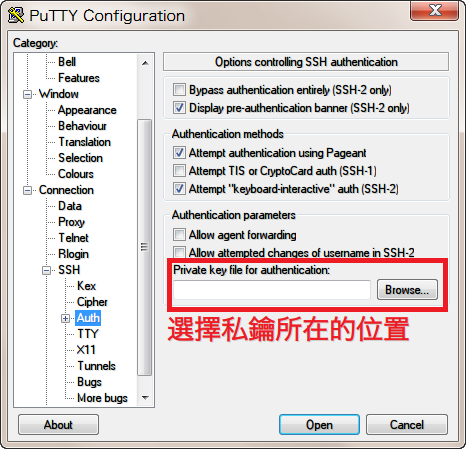 PuTTY Configuration
Category:
Bell
Features
Window
Appearance
Behaviour
Translation
Selection
Colours
Connection
Data
Proxy
Telnet
Rlogin
SSH
Kex
Cipher
Auth
TTY
X11
Tunnels
Bugs
More bugs
Options controlling SSH authentication
Bypass authentication entirely (SSH-2 only)
Display pre-authentication banner (SSH-2 only)
Authentication methods
Attempt authentication using Pageant
Attempt TIS or CryptoCard auth (SSH-1)
Attempt "keyboard-interactive" auth (SSH-2)
Authentication parameters
Allow agent forwarding
Allow attempted changes of username in SSH-2
Private key file for authentication:
Browse...
選擇私鑰所在的位置
About
Open
Cancel